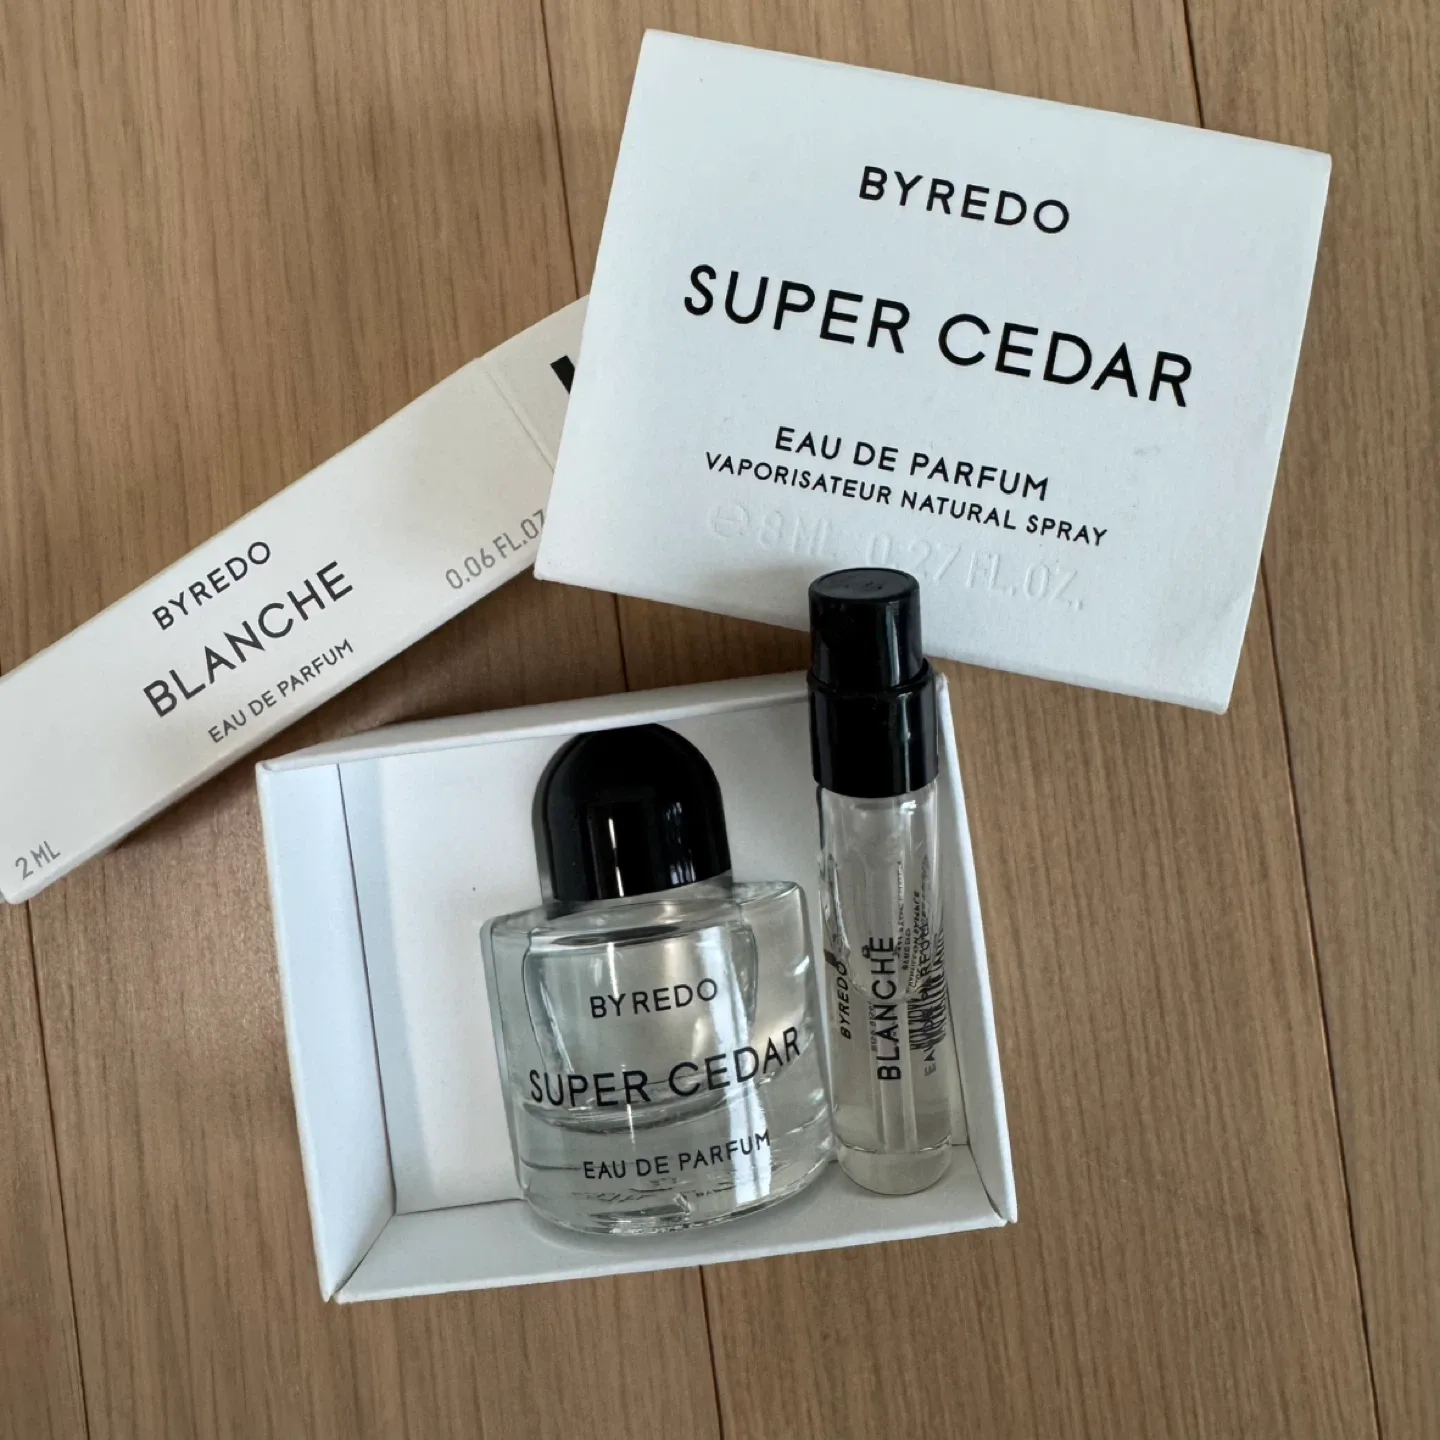 BYREDO
SUPER CEDAR
EAU DE PARFUM
VAPORISATEUR NATURAL SPRAY
e 8 ML 0.27 FL.OZ.
BYREDO
BLANCHE
EAU DE PARFUM
0.06 FL.OZ
2 ML
BYREDO
SUPER CEDAR
EAU DE PARFUM
BYREDO
BLANCHE